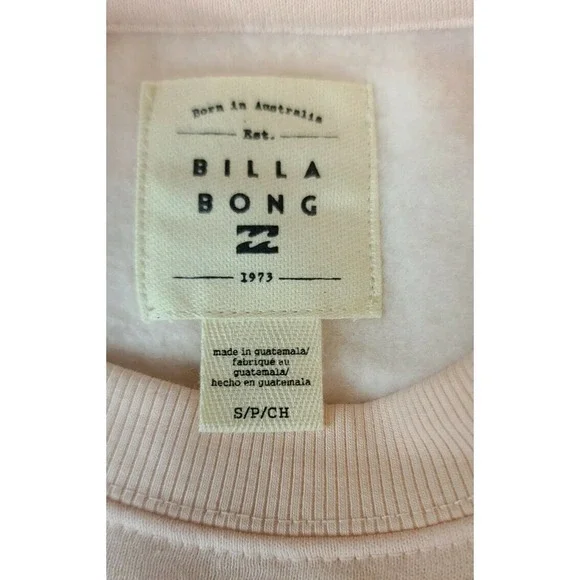 Born in Australia
Est.
BILLA
BONG
1973
made in guatemala/
fabriqué au
guatemala/
hecho en guatemala
S/P/CH